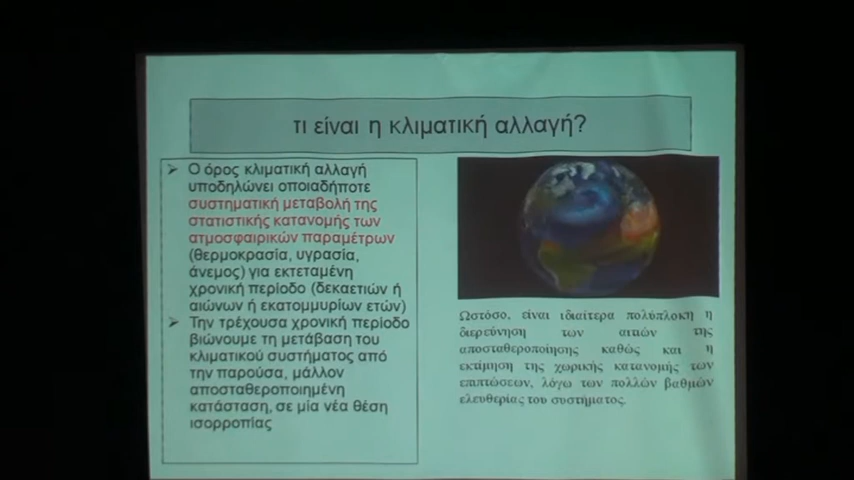 τι είναι η κλιματική αλλαγή?
➤ Ο όρος κλιματική αλλαγή
υποδηλώνει οποιαδήποτε
συστηματική μεταβολή της
στατιστικής κατανομής των
ατμοσφαιρικών παραμέτρων
(θερμοκρασία, υγρασία,
άνεμος) για εκτεταμένη
χρονική περίοδο (δεκαετιών ή
αιώνων ή εκατομμυρίων ετών)
➤ Την τρέχουσα χρονική περίοδο
βιώνουμε τη μετάβαση του
κλιματικού συστήματος από
την παρούσα, μάλλον
αποσταθεροποιημένη
κατάσταση, σε μία νέα θέση
ισορροπίας
Ωστόσο, είναι ιδιαίτερα πολύπλοκη η
διερεύνηση των αιτιών της
αποσταθεροποίησης καθώς και η
εκτίμηση της χωρικής κατανομής των
επιπτώσεων, λόγω των πολλών βαθμών
ελευθερίας του συστήματος.